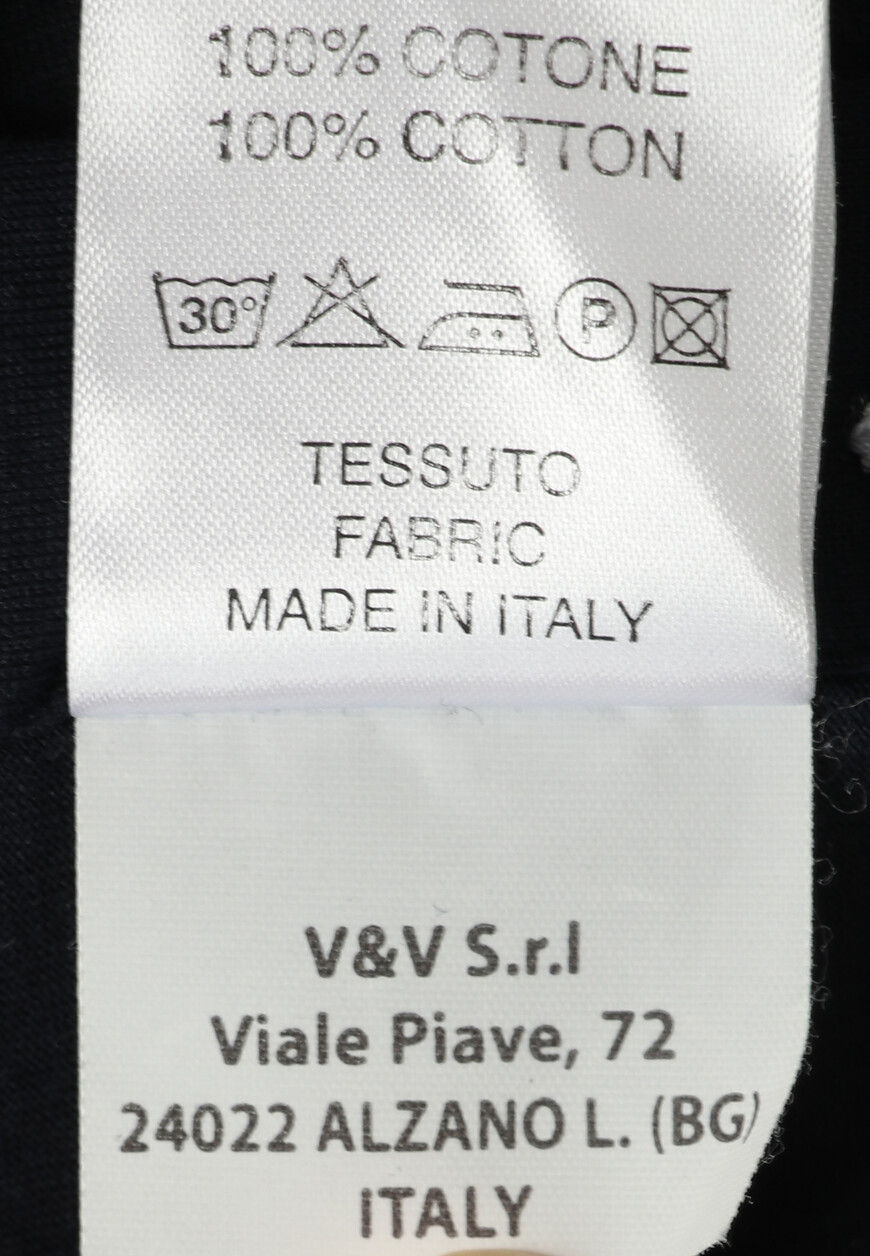 100% COTONE
100% COTTON
30° P
TESSUTO
FABRIC
MADE IN ITALY
V&V S.r.l
Viale Piave, 72
24022 ALZANO L. (BG)
ITALY